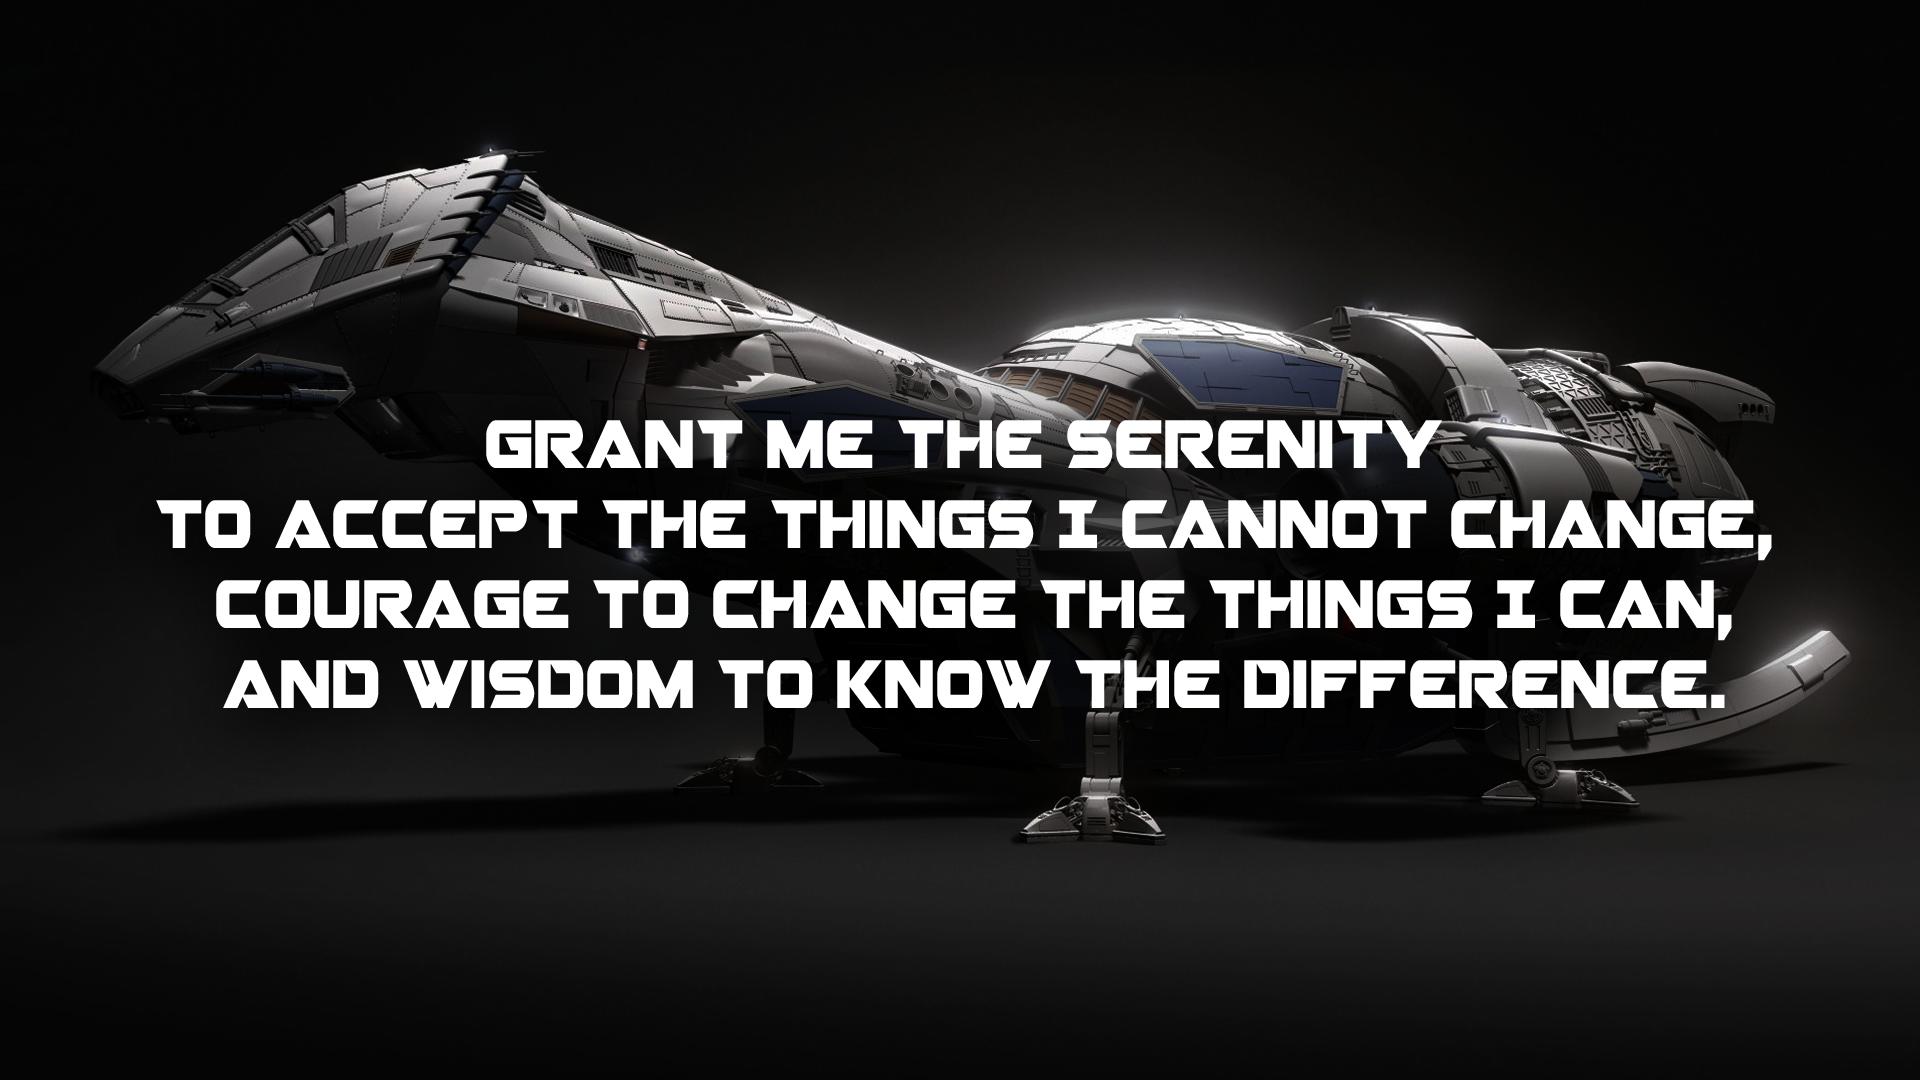 GRANT ME THE SERENITY
TO ACCEPT THE THINGS I CANNOT CHANGE,
COURAGE TO CHANGE THE THINGS I CAN,
AND WISDOM TO KNOW THE DIFFERENCE.